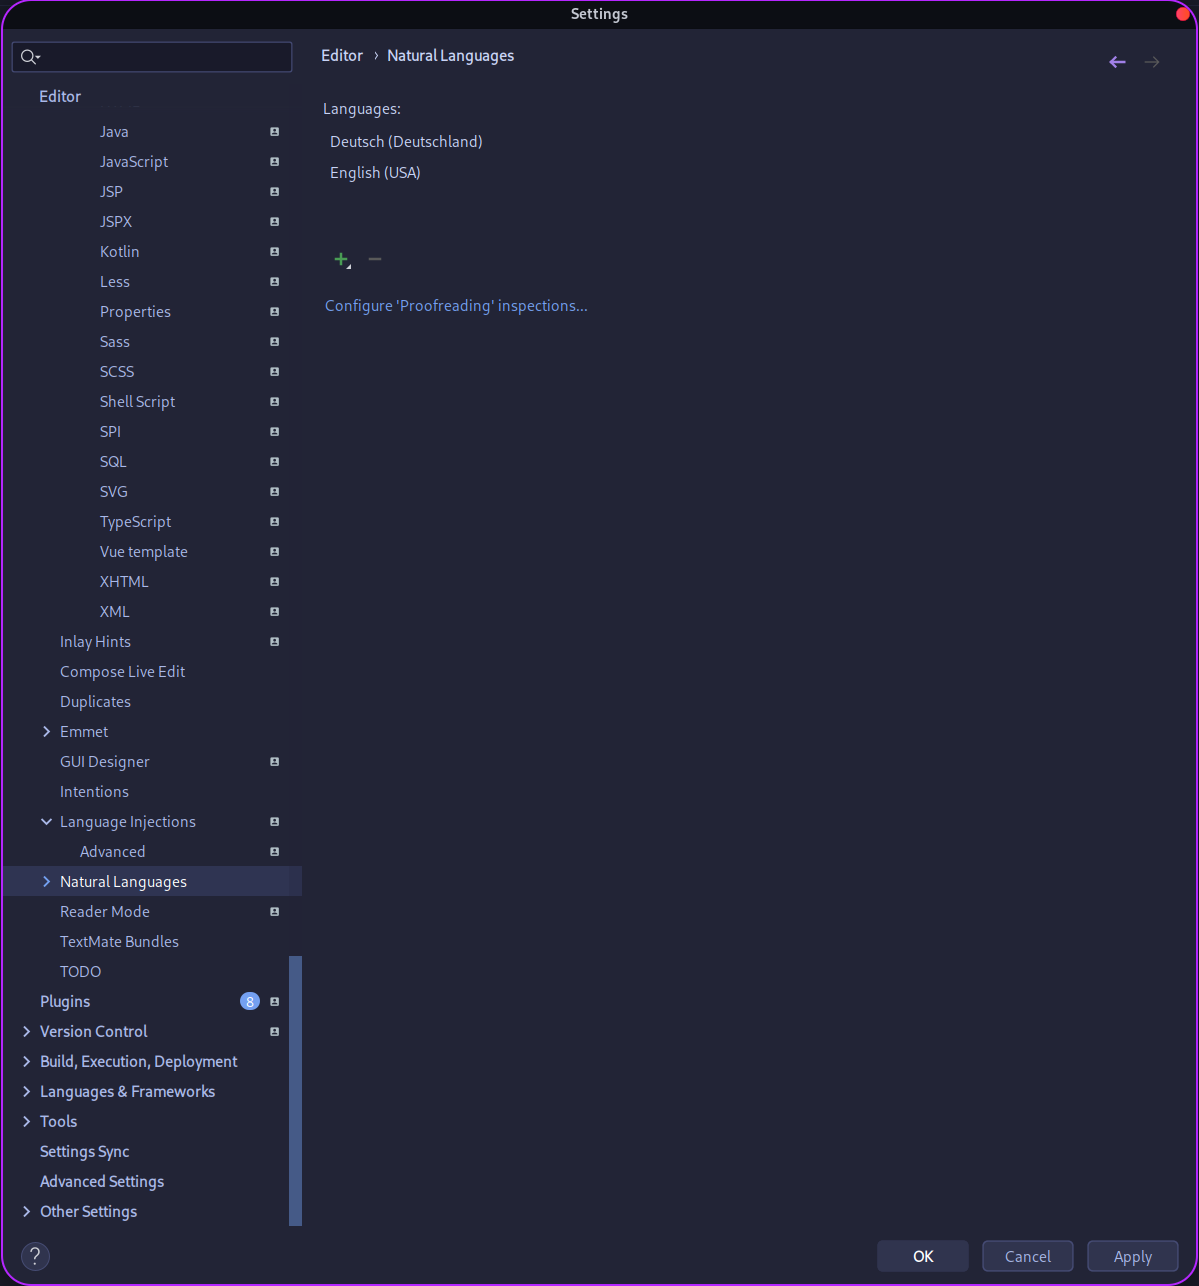 Settings
Editor › Natural Languages
Editor
Java
JavaScript
JSP
JSPX
Kotlin
Less
Properties
Sass
SCSS
Shell Script
SPI
SQL
SVG
TypeScript
Vue template
XHTML
XML
Inlay Hints
Compose Live Edit
Duplicates
Emmet
GUI Designer
Intentions
Language Injections
Advanced
Natural Languages
Reader Mode
TextMate Bundles
TODO
Plugins 8
Version Control
Build, Execution, Deployment
Languages & Frameworks
Tools
Settings Sync
Advanced Settings
Other Settings
Languages:
Deutsch (Deutschland)
English (USA)
Configure 'Proofreading' inspections...
?
OK Cancel Apply